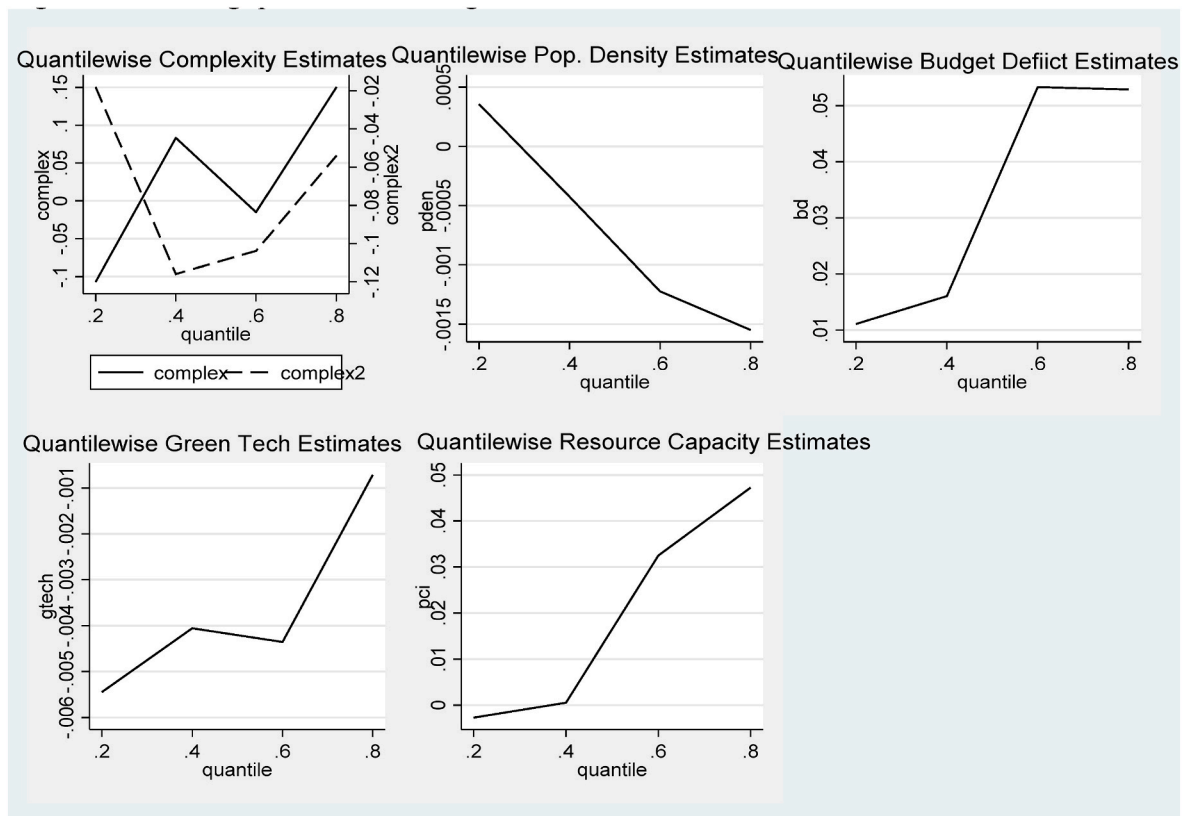 Quantilewise Complexity Estimates
complex
.15
.1
.05
0
-.05
-.1
-.02
-.04
-.06
-.08
-.1
-.12
complex2
.2 .4 .6 .8
quantile
complex complex2
Quantilewise Pop. Density Estimates
pden
.0005
0
-.0005
-.001
-.0015
.2 .4 .6 .8
quantile
Quantilewise Budget Defiict Estimates
bd
.05
.04
.03
.02
.01
.2 .4 .6 .8
quantile
Quantilewise Green Tech Estimates
gtech
-.001
-.002
-.003
-.004
-.005
-.006
.2 .4 .6 .8
quantile
Quantilewise Resource Capacity Estimates
pci
.05
.04
.03
.02
.01
0
.2 .4 .6 .8
quantile